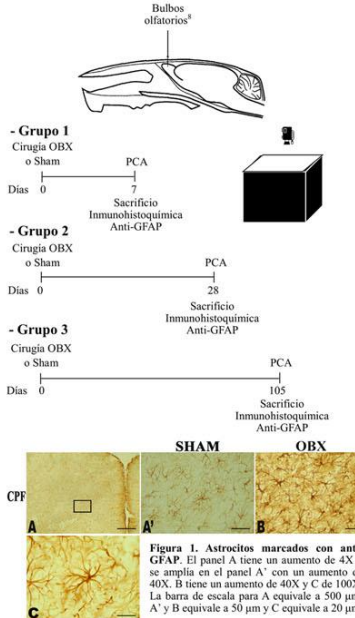 Bulbos
olfatorios⁸
- Grupo 1
Cirugía OBX
o Sham
PCA
Días 0 7
Sacrificio
Inmunohistoquímica
Anti-GFAP
- Grupo 2
Cirugía OBX
o Sham
PCA
Días 0 28
Sacrificio
Inmunohistoquímica
Anti-GFAP
- Grupo 3
Cirugía OBX
o Sham
PCA
Días 0 105
Sacrificio
Inmunohistoquímica
Anti-GFAP
SHAM OBX
CPF
A A' B
C
Figura 1. Astrocitos marcados con ant
GFAP. El panel A tiene un aumento de 4X
se amplia en el panel A' con un aumento d
40X. B tiene un aumento de 40X y C de 100X
La barra de escala para A equivale a 500 µm
A' y B equivale a 50 µm y C equivale a 20 µm